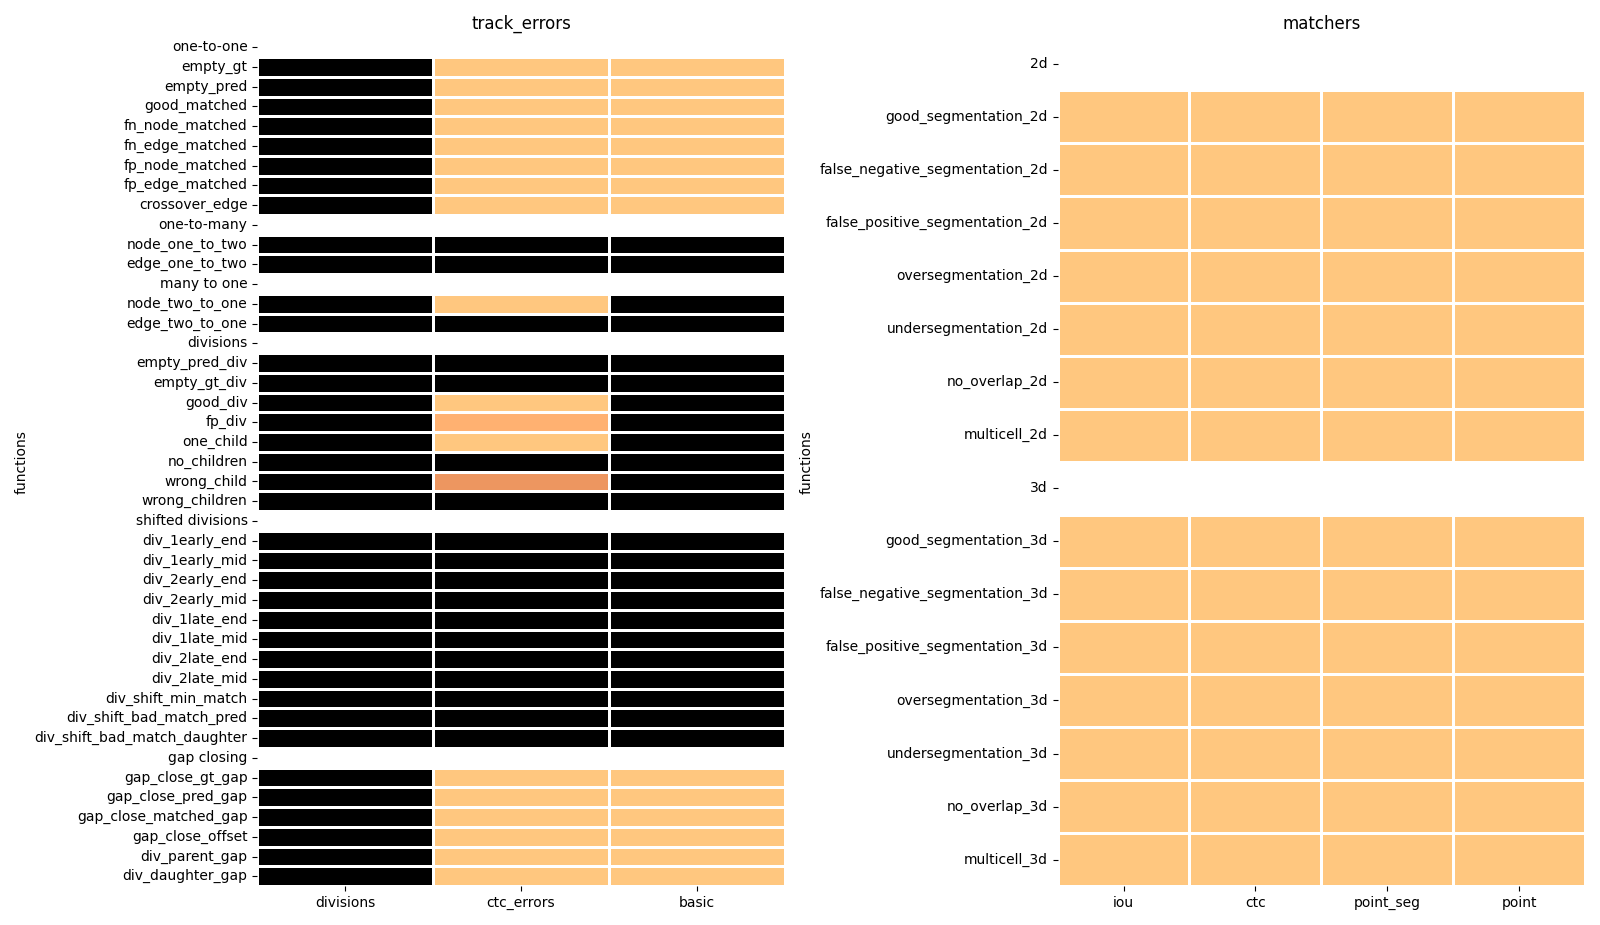 track_errors
functions
one-to-one
empty_gt
empty_pred
good_matched
fn_node_matched
fn_edge_matched
fp_node_matched
fp_edge_matched
crossover_edge
one-to-many
node_one_to_two
edge_one_to_two
many to one
node_two_to_one
edge_two_to_one
divisions
empty_pred_div
empty_gt_div
good_div
fp_div
one_child
no_children
wrong_child
wrong_children
shifted divisions
div_1early_end
div_1early_mid
div_2early_end
div_2early_mid
div_1late_end
div_1late_mid
div_2late_end
div_2late_mid
div_shift_min_match
div_shift_bad_match_pred
div_shift_bad_match_daughter
gap closing
gap_close_gt_gap
gap_close_pred_gap
gap_close_matched_gap
gap_close_offset
div_parent_gap
div_daughter_gap
divisions ctc_errors basic
matchers
functions
2d
good_segmentation_2d
false_negative_segmentation_2d
false_positive_segmentation_2d
oversegmentation_2d
undersegmentation_2d
no_overlap_2d
multicell_2d
3d
good_segmentation_3d
false_negative_segmentation_3d
false_positive_segmentation_3d
oversegmentation_3d
undersegmentation_3d
no_overlap_3d
multicell_3d
iou ctc point_seg point